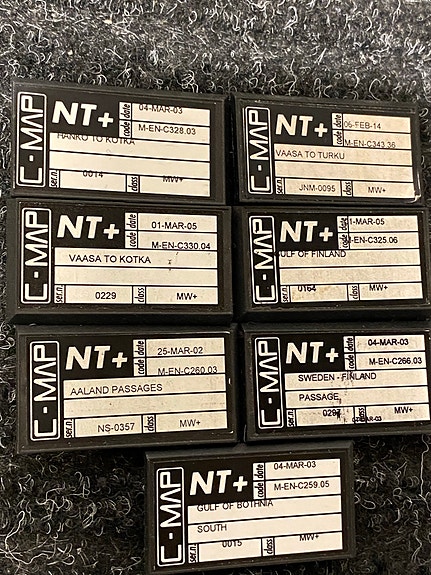 C-MAP
NT+
code date
04-MAR-03
M-EN-C328.03
HANKO TO KOTKA
ser.n. 0014 class MW+
C-MAP
NT+
code date
06-FEB-14
M-EN-C343.36
VAASA TO TURKU
ser.n. JNM-0095 class MW+
C-MAP
NT+
code date
01-MAR-05
M-EN-C330.04
VAASA TO KOTKA
ser.n. 0229 class MW+
C-MAP
NT+
code date
1-MAR-05
M-EN-C325.06
GULF OF FINLAND
ser.n. 0164 class MW+
C-MAP
NT+
code date
25-MAR-02
M-EN-C260.03
AALAND PASSAGES
ser.n. NS-0357 class MW+
C-MAP
NT+
code date
04-MAR-03
M-EN-C266.03
SWEDEN - FINLAND
PASSAGE
ser.n. class MW+
C-MAP
NT+
code date
04-MAR-03
M-EN-C259.05
GULF OF BOTHNIA
SOUTH
ser.n. 0015 class MW+